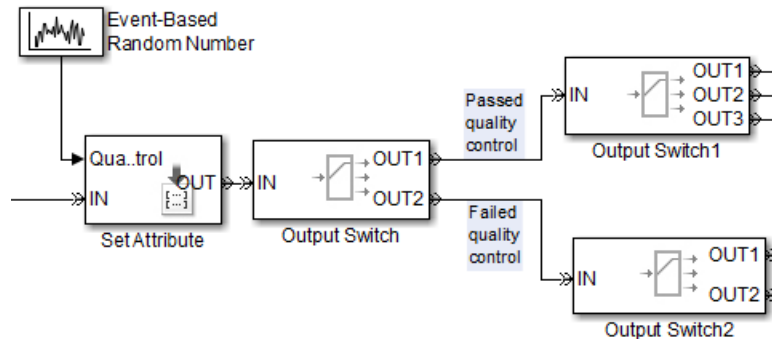 Event-Based
Random Number
Qua..trol
IN
OUT
Set Attribute
IN
OUT1
OUT2
Output Switch
Passed
quality
control
Failed
quality
control
IN
OUT1
OUT2
OUT3
Output Switch1
IN
OUT1
OUT2
Output Switch2